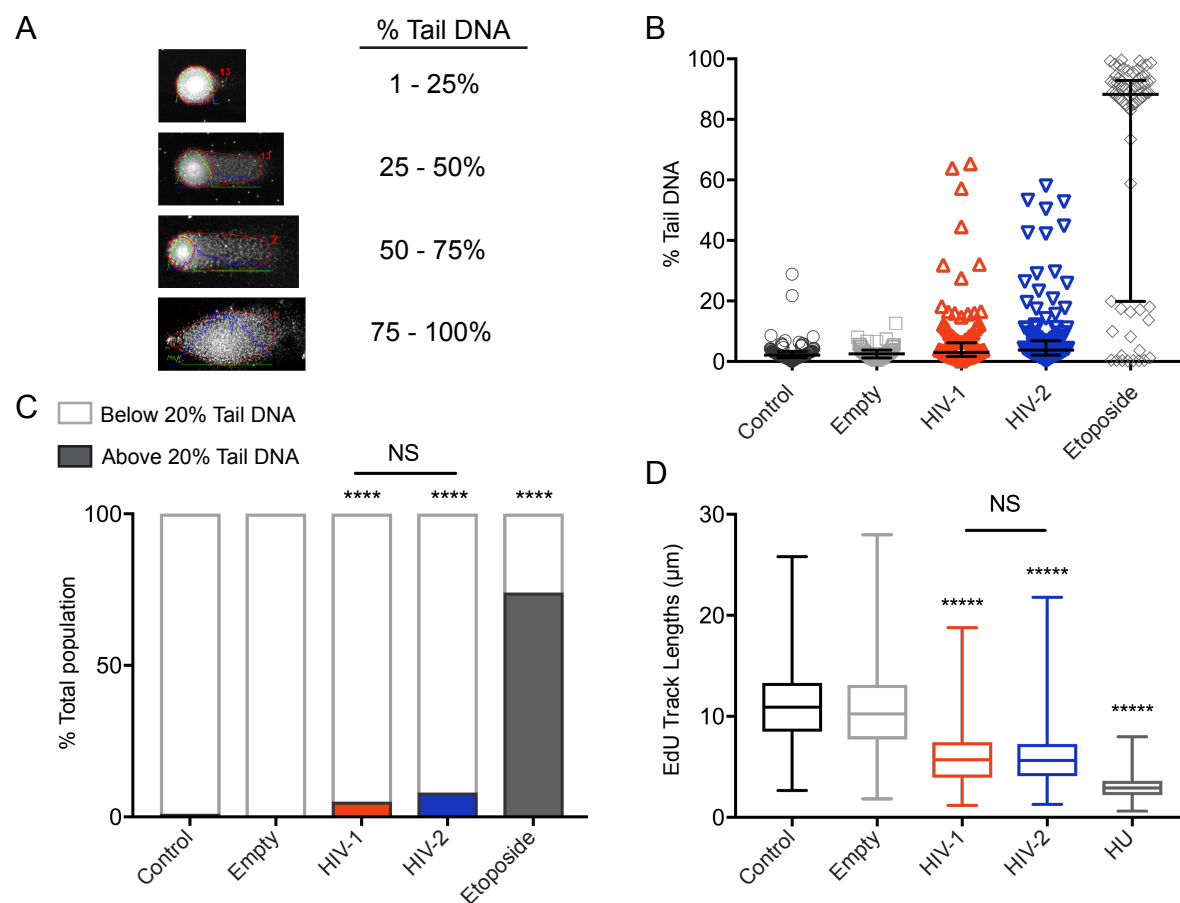 A
% Tail DNA
13
1 - 25%
13
25 - 50%
2
50 - 75%
75 - 100%
B
% Tail DNA
100
80
60
40
20
0
Control
Empty
HIV-1
HIV-2
Etoposide
C
Below 20% Tail DNA
Above 20% Tail DNA
NS
**** **** ****
% Total population
100
50
0
Control
Empty
HIV-1
HIV-2
Etoposide
D
NS
*****
*****
*****
EdU Track Lengths (µm)
30
20
10
0
Control
Empty
HIV-1
HIV-2
HU